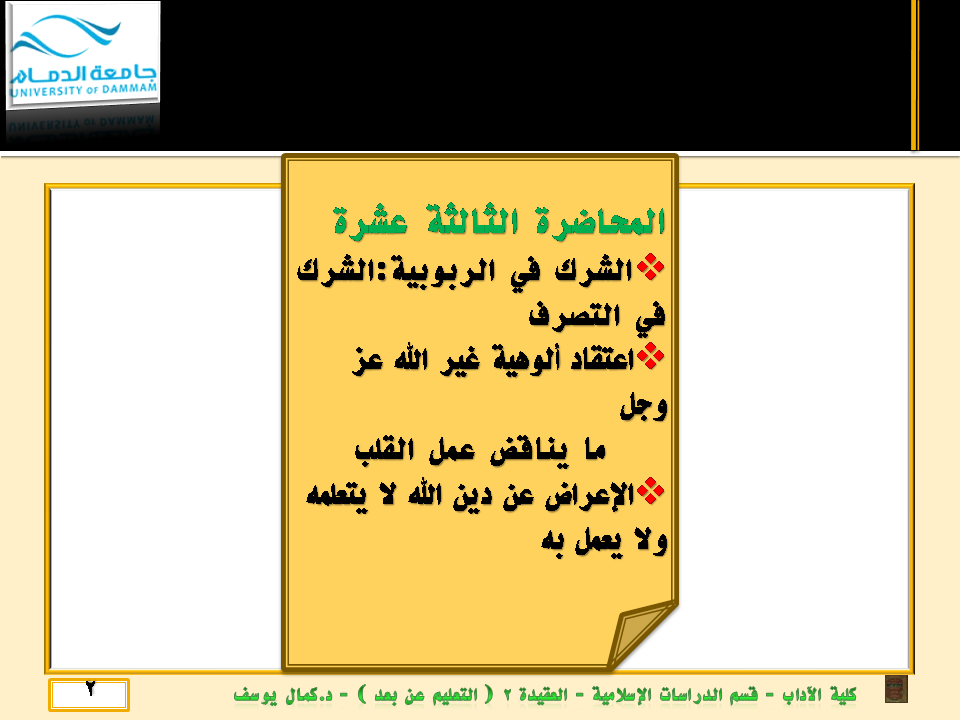 جامعة الدمام
UNIVERSITY OF DAMMAM
المحاضرة الثالثة عشرة
❖الشرك في الربوبية:الشرك
في التصرف
❖اعتقاد ألوهية غير الله عز
وجل
ما يناقض عمل القلب
❖الإعراض عن دين الله لا يتعلمه
ولا يعمل به
٢
كلية الآداب - قسم الدراسات الإسلامية - العقيدة ٢ ( التعليم عن بعد ) - د.كمال يوسف